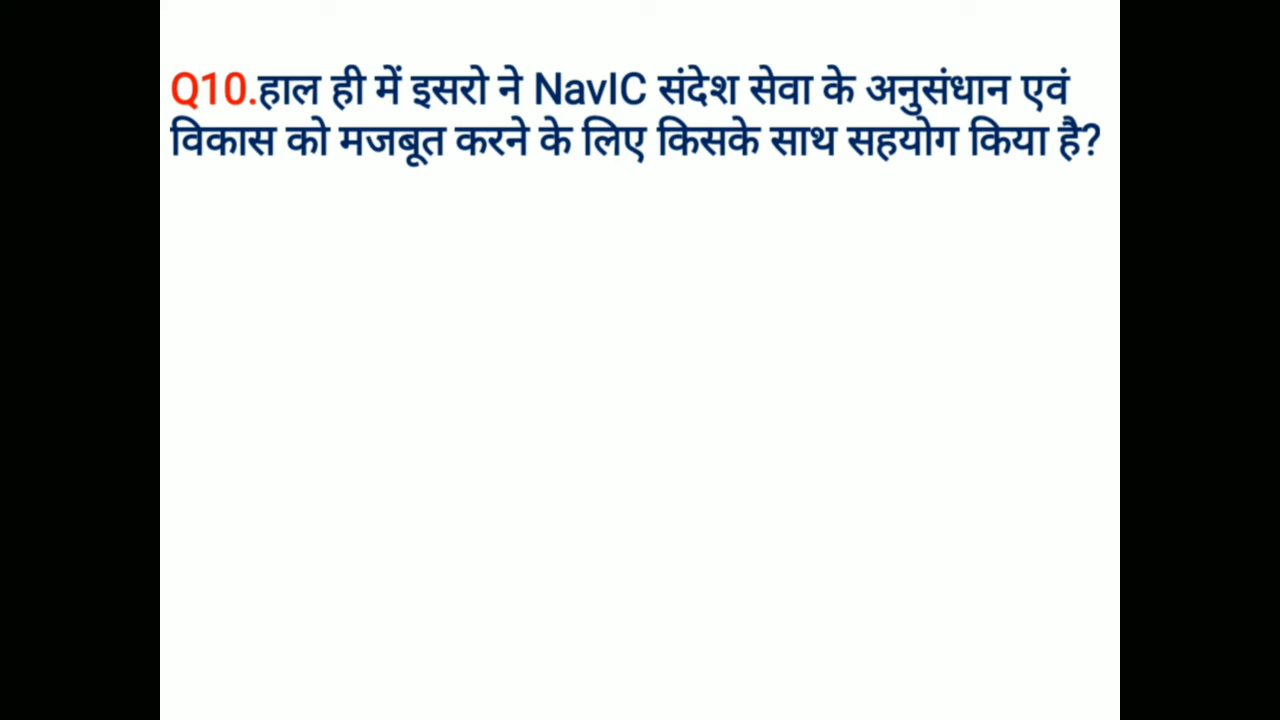 Q10.हाल ही में इसरो ने NavIC संदेश सेवा के अनुसंधान एवं
विकास को मजबूत करने के लिए किसके साथ सहयोग किया है?